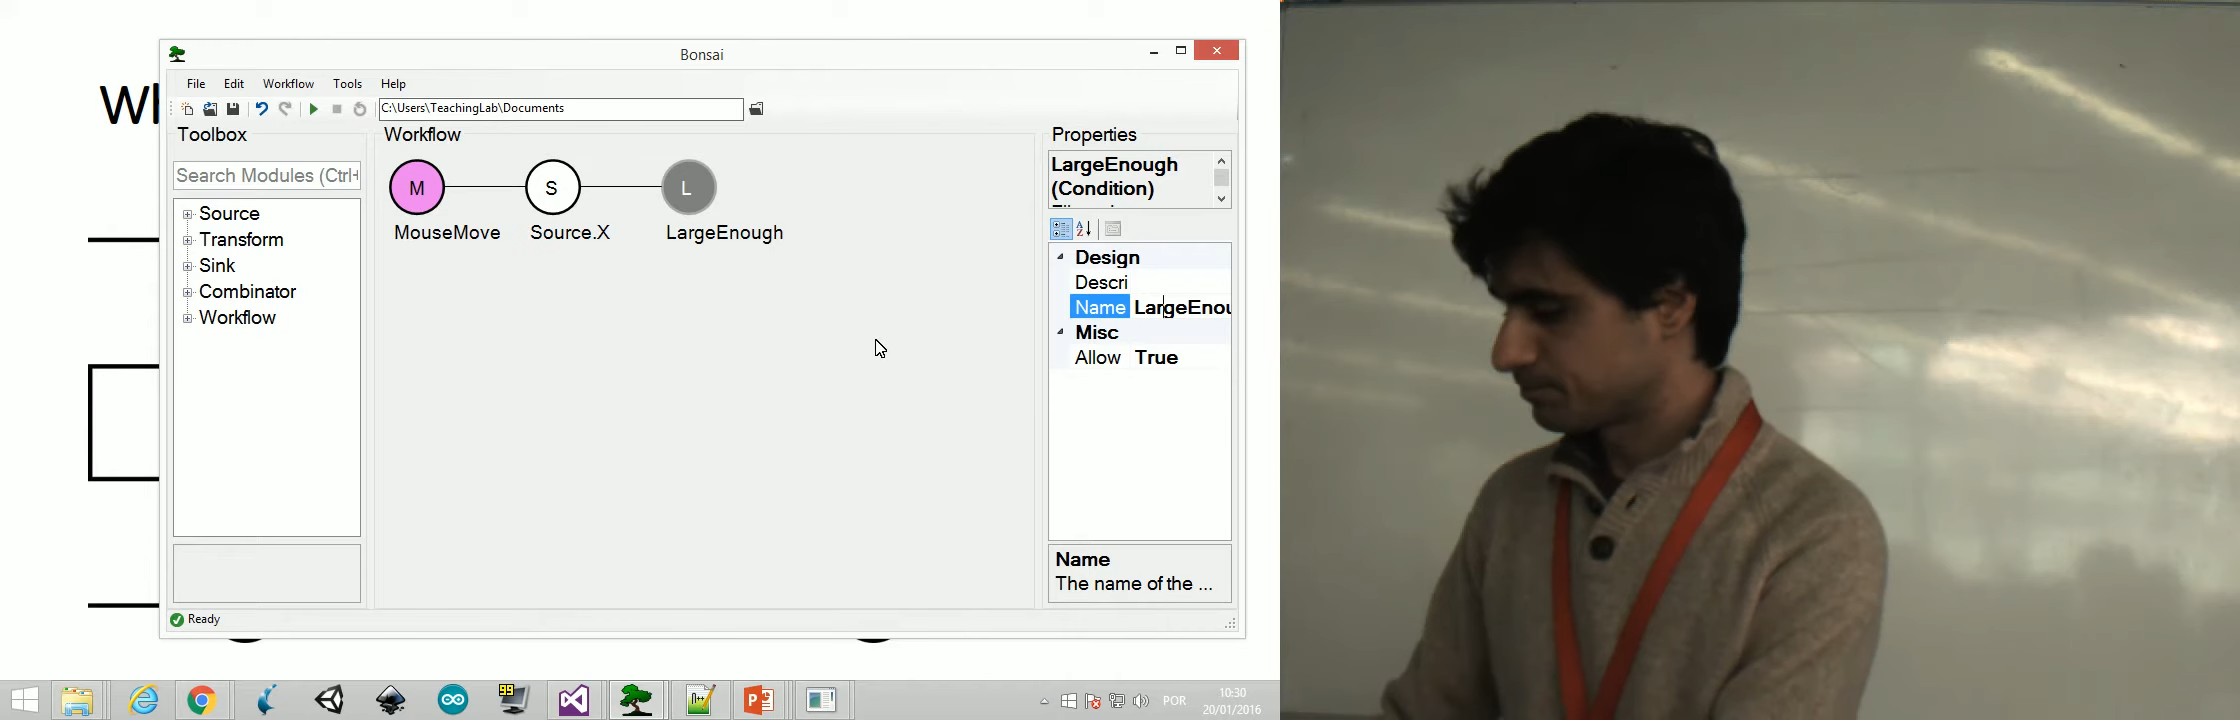 Wh
Bonsai
File Edit Workflow Tools Help
C:\Users\TeachingLab\Documents
Toolbox
Workflow
Properties
Search Modules (Ctrl+
Source
Transform
Sink
Combinator
Workflow
M
S
L
MouseMove
Source.X
LargeEnough
LargeEnough
(Condition)
Design
Descri
Name LargeEnou
Misc
Allow True
Name
The name of the ...
Ready
99
POR
10:30
20/01/2016